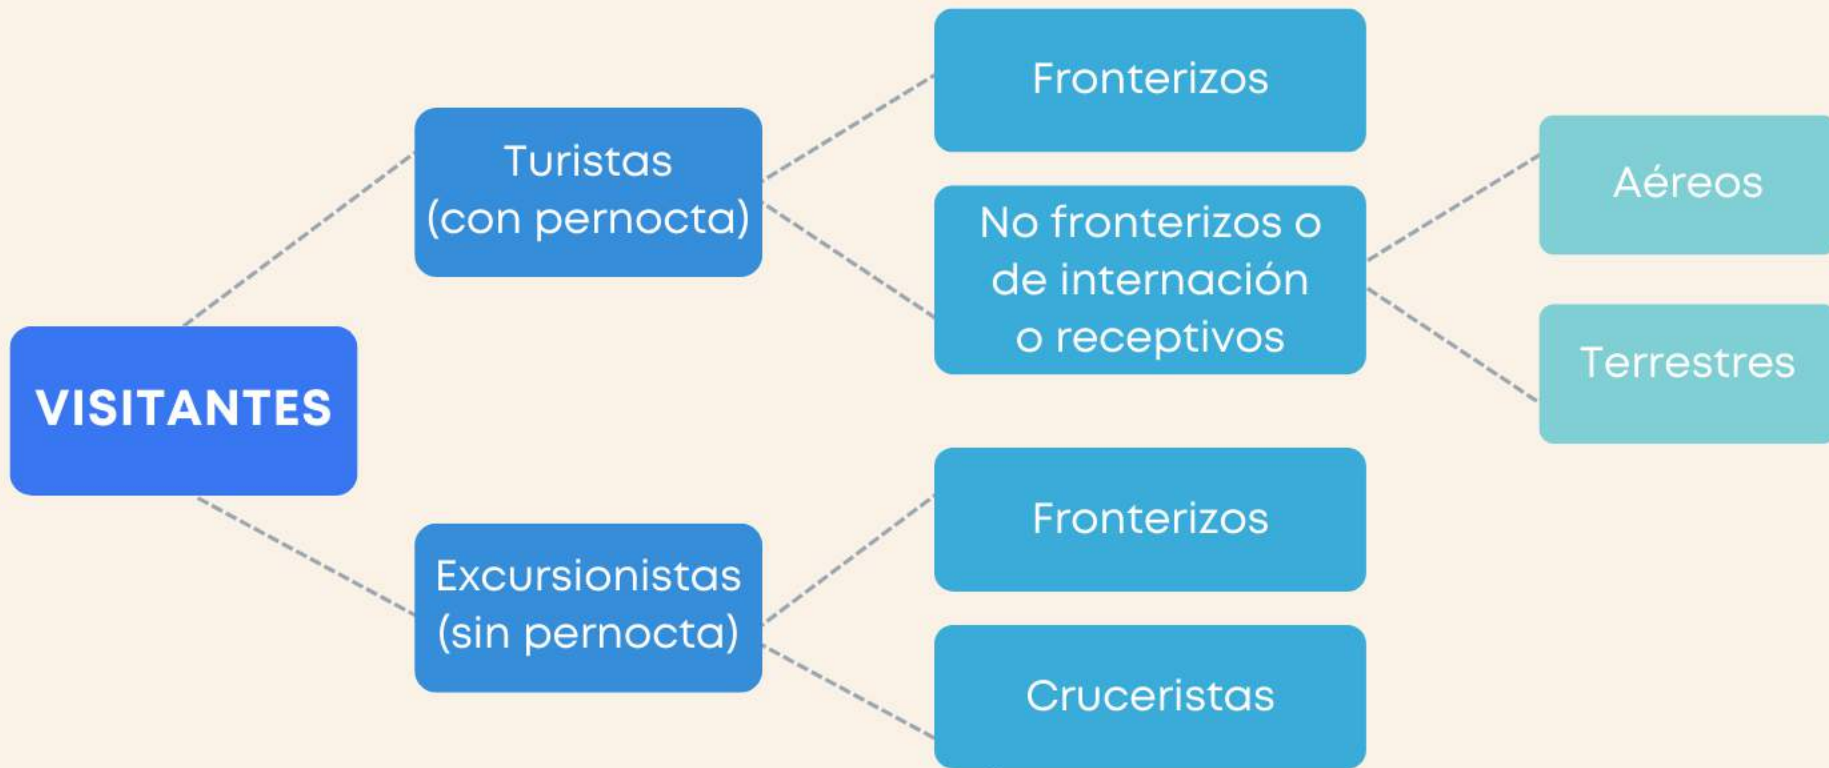 VISITANTES
Turistas
(con pernocta)
Fronterizos
No fronterizos o
de internación
o receptivos
Aéreos
Terrestres
Excursionistas
(sin pernocta)
Fronterizos
Cruceristas